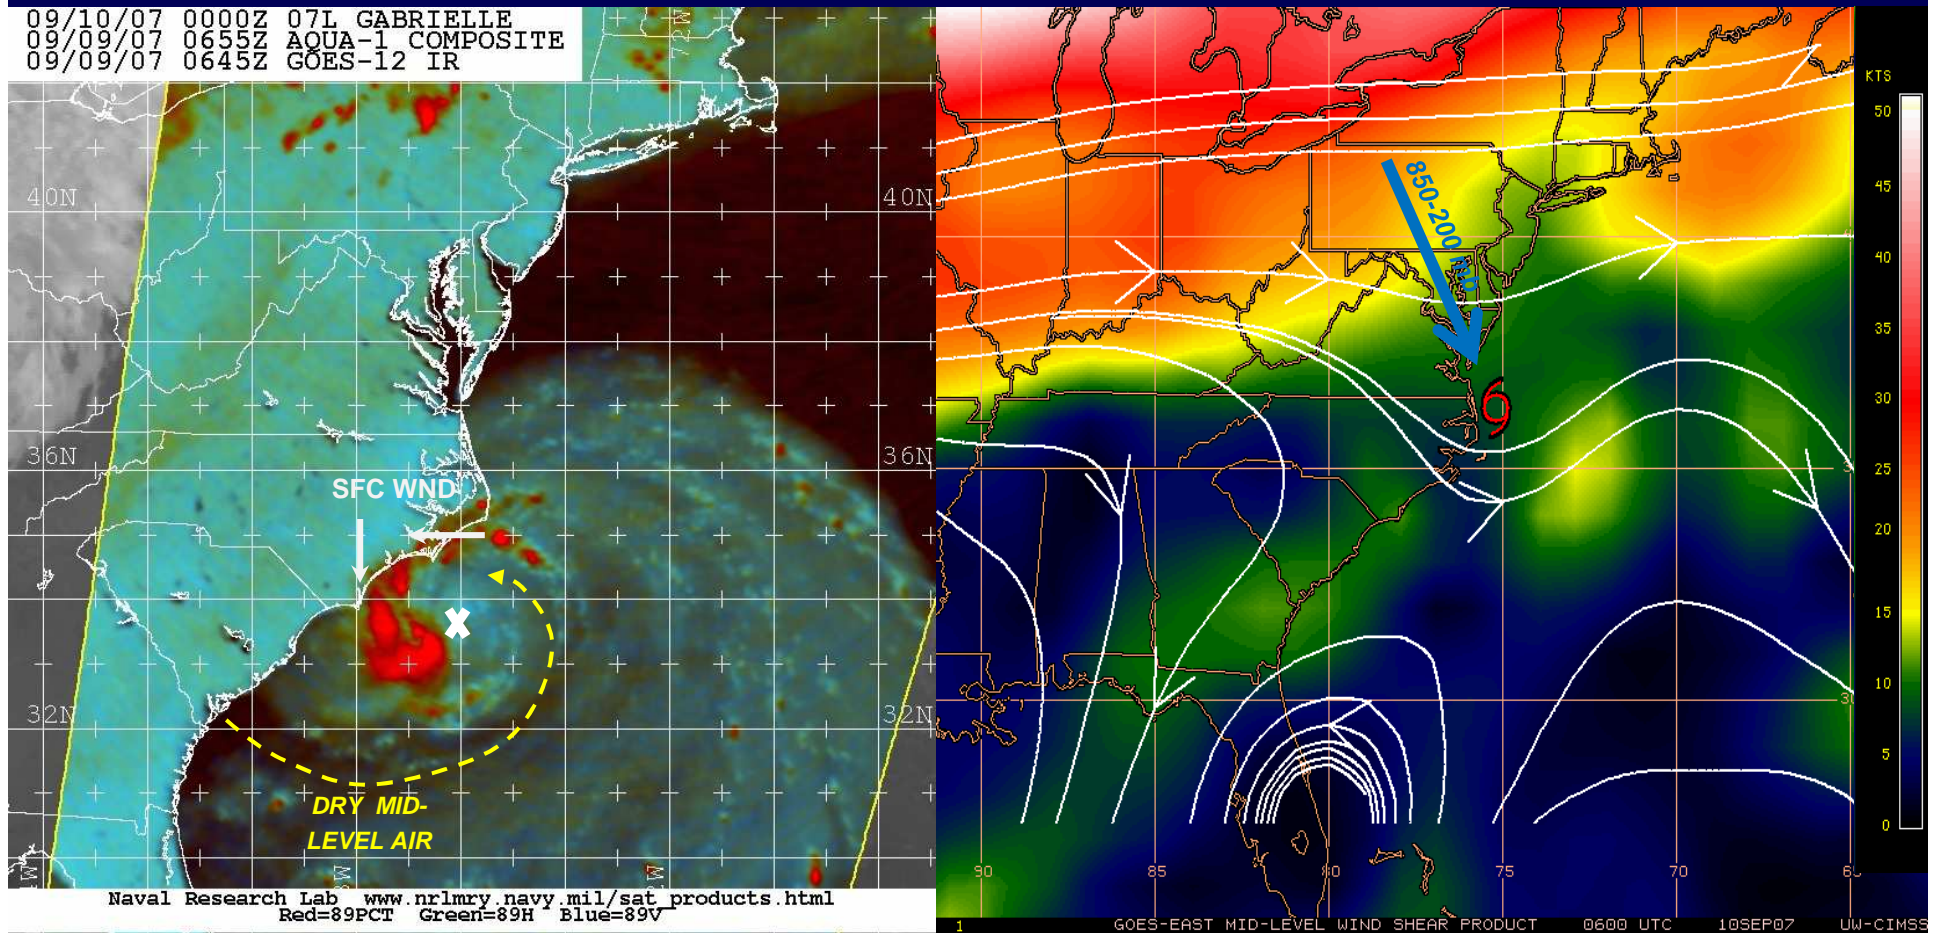 09/10/07 0000Z 07L GABRIELLE
09/09/07 0655Z AQUA-1 COMPOSITE
09/09/07 0645Z GOES-12 IR
72W
40N
40N
36N
36N
SFC WND
32N
32N
DRY MID-
LEVEL AIR
Naval Research Lab www.nrlmry.navy.mil/sat_products.html
Red=89PCT Green=89H Blue=89V
850-200 mb
KTS
50
45
40
35
30
25
20
15
10
5
0
90
85
80
75
70
1
GOES-EAST MID-LEVEL WIND SHEAR PRODUCT 0600 UTC 10SEP07 UW-CIMSS